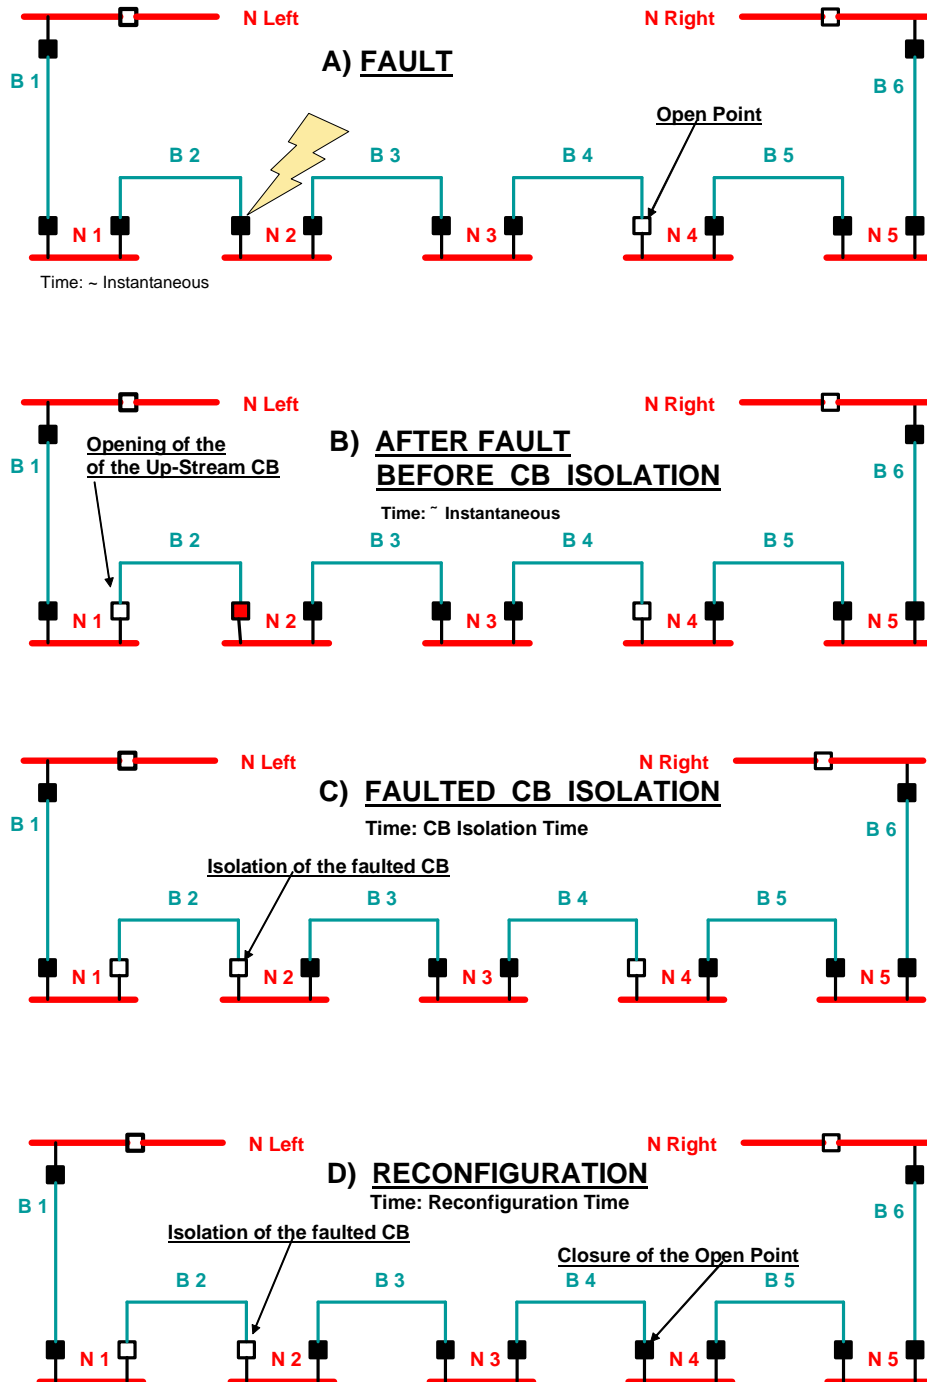 N Left
N Right
A) FAULT
B 1
B 6
Open Point
B 2
B 3
B 4
B 5
N 1
N 2
N 3
N 4
N 5
Time: ~ Instantaneous
N Left
N Right
B) AFTER FAULT
BEFORE CB ISOLATION
Opening of the
of the Up-Stream CB
B 1
B 6
Time: ~ Instantaneous
B 2
B 3
B 4
B 5
N 1
N 2
N 3
N 4
N 5
N Left
N Right
C) FAULTED CB ISOLATION
Time: CB Isolation Time
B 1
B 6
Isolation of the faulted CB
B 2
B 3
B 4
B 5
N 1
N 2
N 3
N 4
N 5
N Left
N Right
D) RECONFIGURATION
Time: Reconfiguration Time
B 1
B 6
Isolation of the faulted CB
Closure of the Open Point
B 2
B 3
B 4
B 5
N 1
N 2
N 3
N 4
N 5